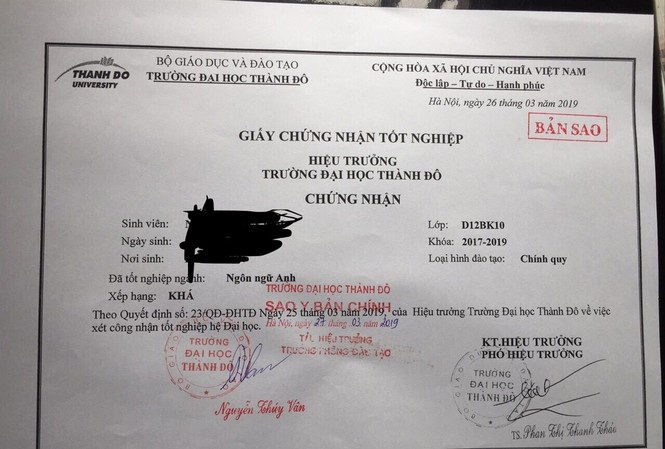 THANH DO
UNIVERSITY
BỘ GIÁO DỤC VÀ ĐÀO TẠO
TRƯỜNG ĐẠI HỌC THÀNH ĐÔ
CỘNG HÒA XÃ HỘI CHỦ NGHĨA VIỆT NAM
Độc lập – Tự do – Hạnh phúc
Hà Nội, ngày 26 tháng 03 năm 2019
BẢN SAO
GIẤY CHỨNG NHẬN TỐT NGHIỆP
HIỆU TRƯỞNG
TRƯỜNG ĐẠI HỌC THÀNH ĐÔ
CHỨNG NHẬN
Sinh viên:
Lớp: D12BK10
Ngày sinh:
Khóa: 2017-2019
Nơi sinh:
Loại hình đào tạo: Chính quy
Đã tốt nghiệp ngành: Ngôn ngữ Anh
Xếp hạng: KHÁ
TRƯỜNG ĐẠI HỌC THÀNH ĐÔ
SAO Y BẢN CHÍNH
Theo Quyết định số: 23/QĐ-ĐHTĐ Ngày 25 tháng 03 năm 2019, của Hiệu trưởng Trường Đại học Thành Đô về việc
xét công nhận tốt nghiệp hệ Đại học.
Hà Nội, ngày 27 tháng 03 năm 2019
T/L HIỆU TRƯỞNG
TRƯỞNG PHÒNG ĐÀO TẠO
TRƯỜNG
ĐẠI HỌC
THÀNH ĐÔ
Nguyễn Thúy Vân
KT.HIỆU TRƯỞNG
PHÓ HIỆU TRƯỞNG
TRƯỜNG
ĐẠI HỌC
THÀNH ĐÔ
TS. Phan Thị Thanh Thảo